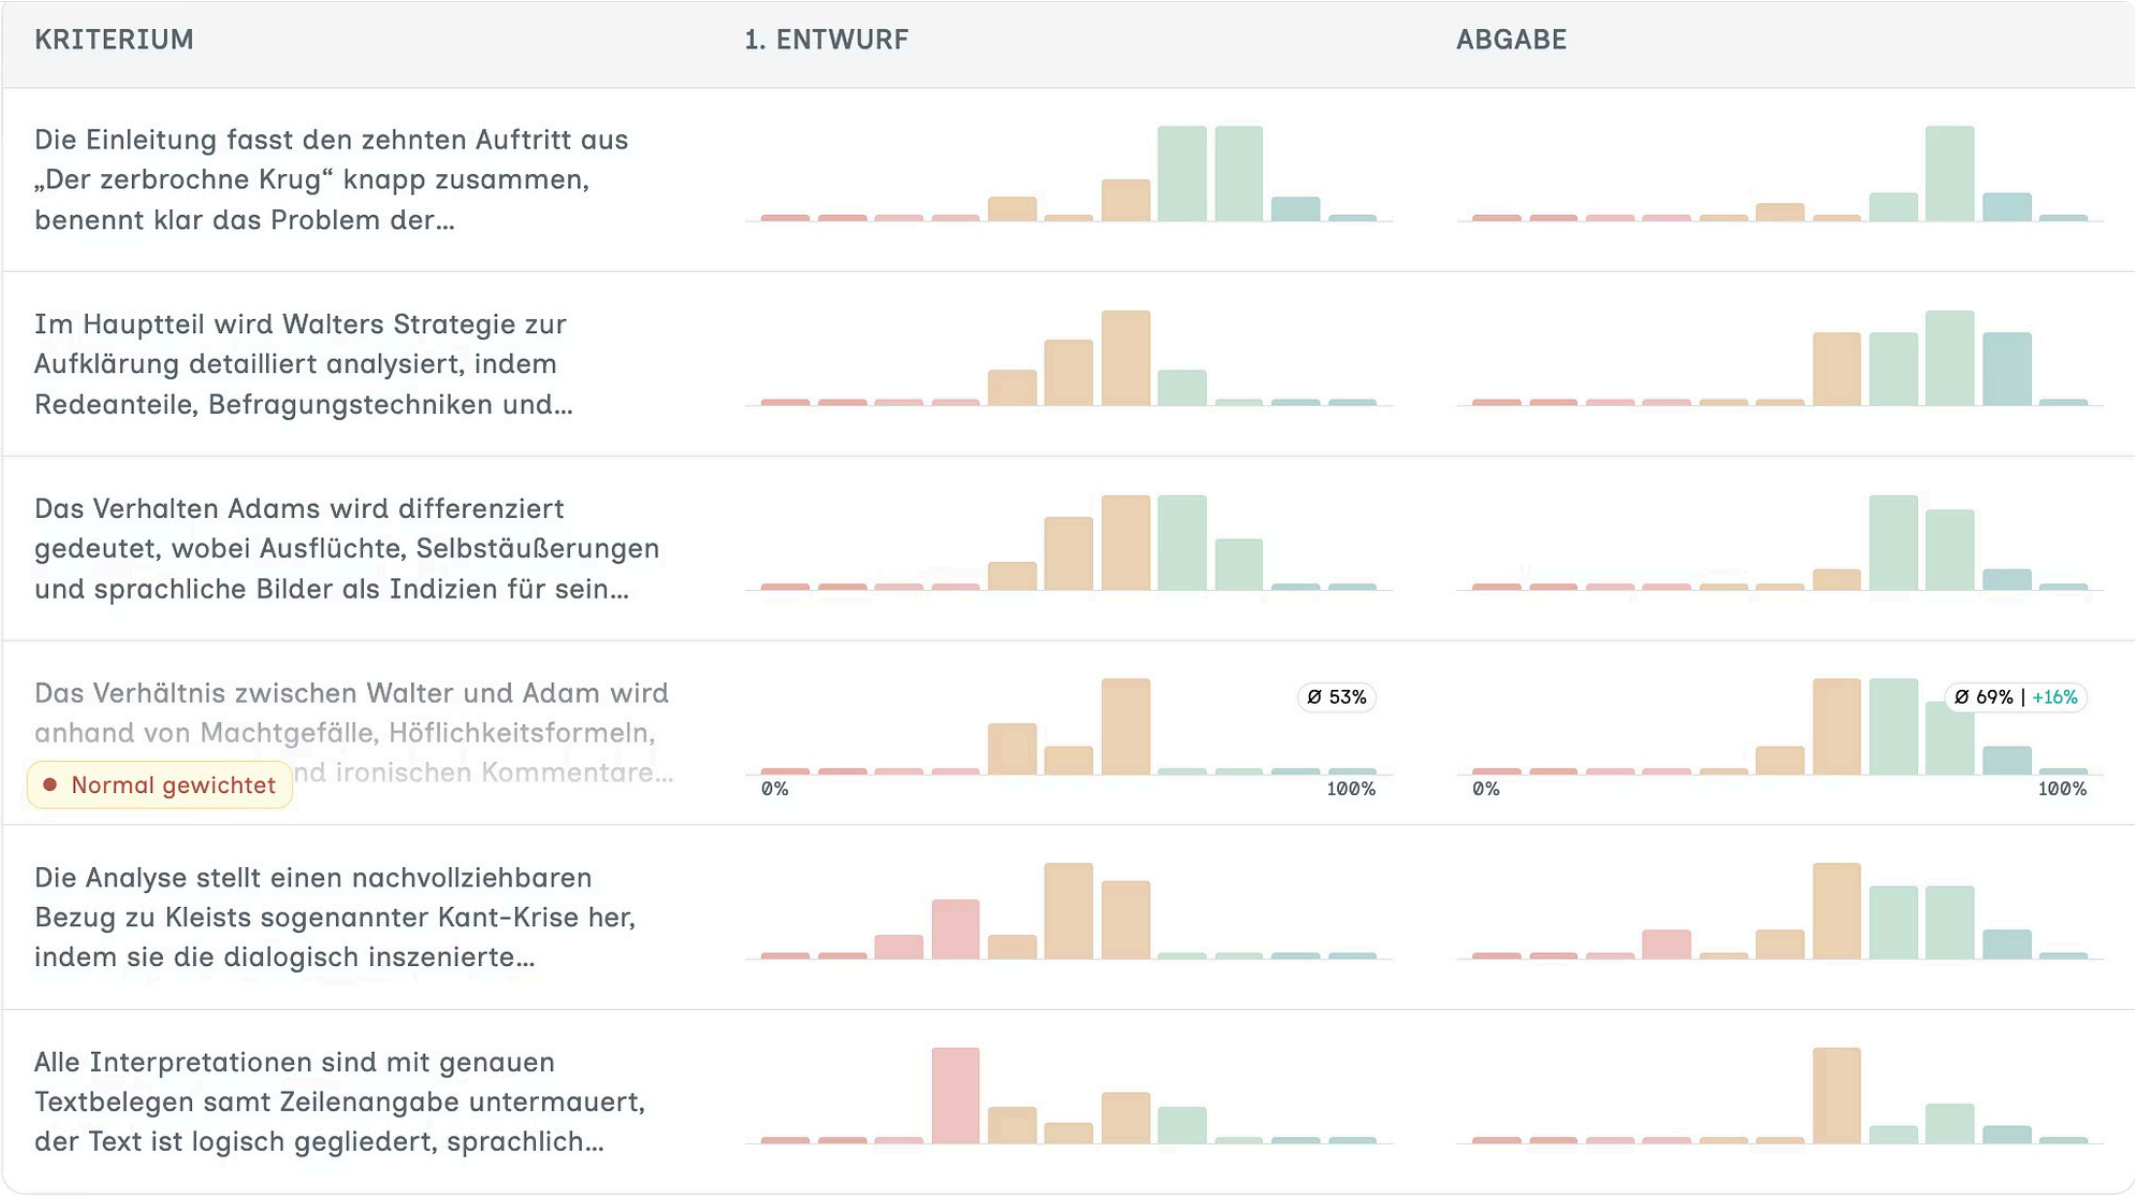 KRITERIUM
1. ENTWURF
ABGABE
Die Einleitung fasst den zehnten Auftritt aus
„Der zerbrochne Krug“ knapp zusammen,
benennt klar das Problem der...
Im Hauptteil wird Walters Strategie zur
Aufklärung detailliert analysiert, indem
Redeanteile, Befragungstechniken und...
Das Verhalten Adams wird differenziert
gedeutet, wobei Ausflüchte, Selbstäußerungen
und sprachliche Bilder als Indizien für sein...
Das Verhältnis zwischen Walter und Adam wird
anhand von Machtgefälle, Höflichkeitsformeln,
nd ironischen Kommentare...
Normal gewichtet
Ø 53%
0%
100%
Ø 69% | +16%
0%
100%
Die Analyse stellt einen nachvollziehbaren
Bezug zu Kleists sogenannter Kant-Krise her,
indem sie die dialogisch inszenierte...
Alle Interpretationen sind mit genauen
Textbelegen samt Zeilenangabe untermauert,
der Text ist logisch gegliedert, sprachlich...